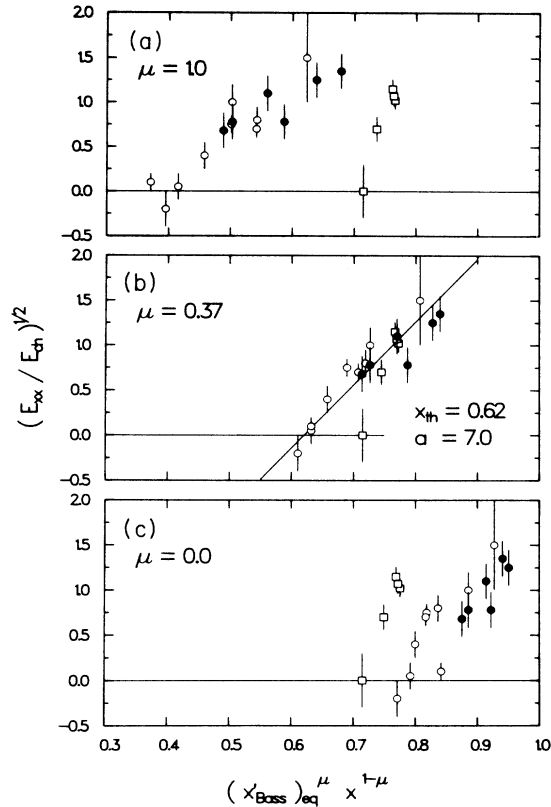 2.0
(a)
1.5
μ = 1.0
1.0
0.5
0.0
−0.5
2.0
(b)
1.5
μ = 0.37
1.0
0.5
x_th = 0.62
0.0
a = 7.0
−0.5
2.0
(c)
1.5
μ = 0.0
1.0
0.5
0.0
−0.5
(E_xx / E_ch)^1/2
0.3 0.4 0.5 0.6 0.7 0.8 0.9 1.0
(x'_Bass)_eq^μ x^1−μ